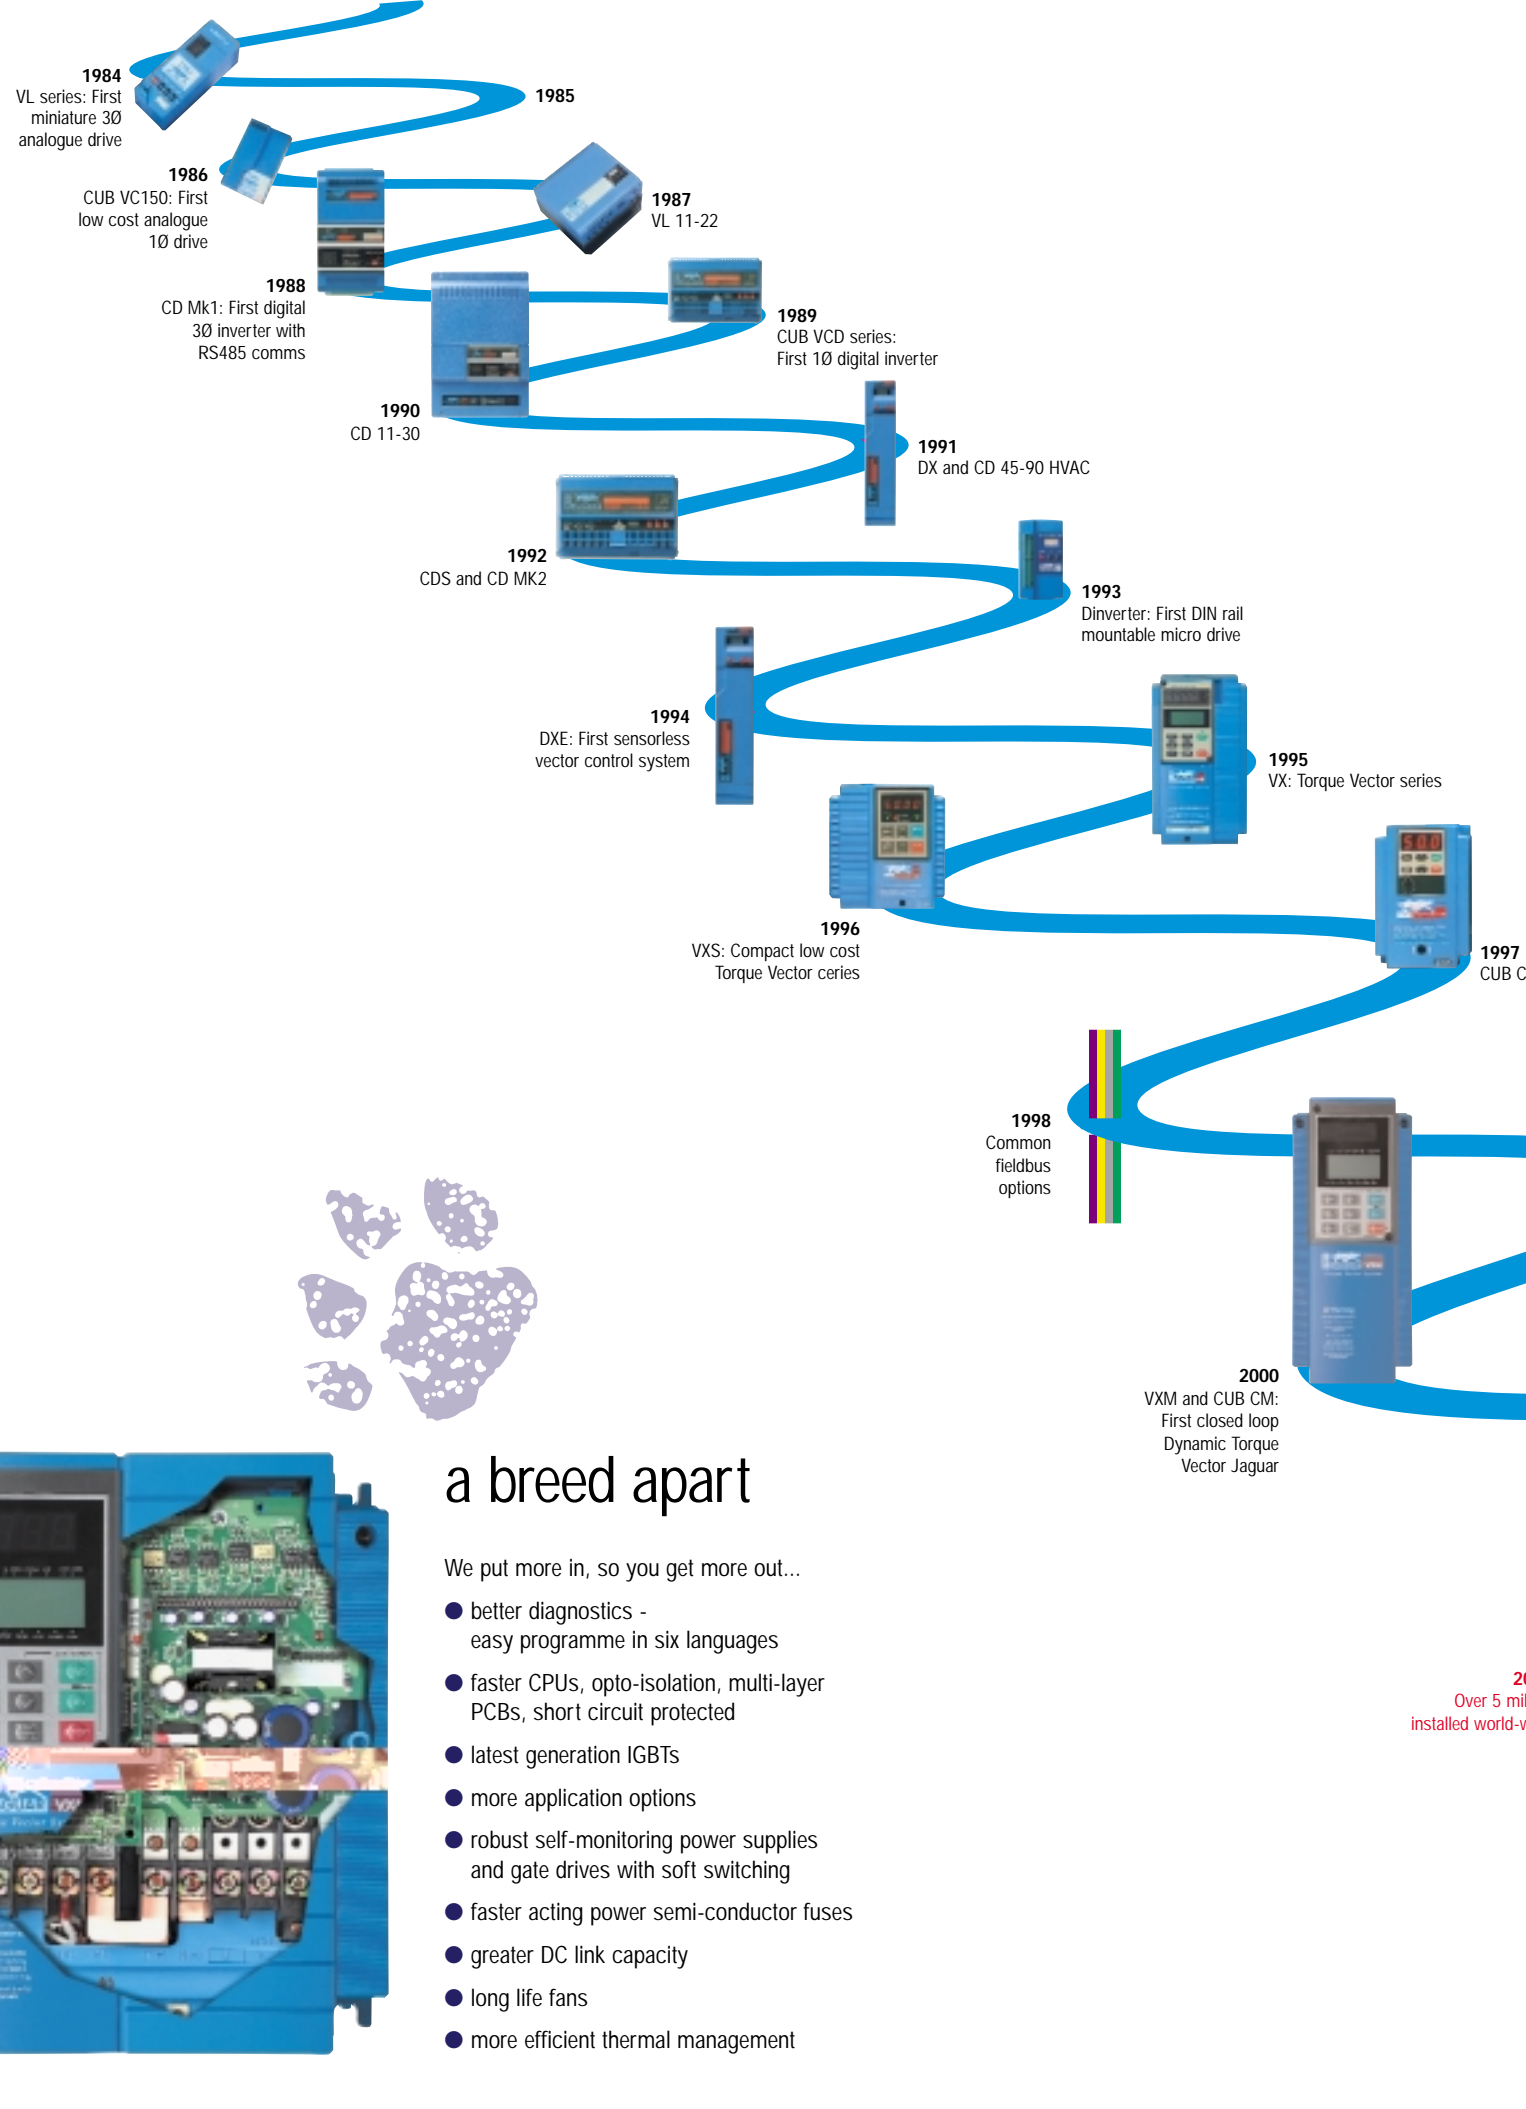 1984
VL series: First
miniature 3Ø
analogue drive
1985
1986
CUB VC150: First
low cost analogue
1Ø drive
1987
VL 11-22
1988
CD Mk1: First digital
3Ø inverter with
RS485 comms
1989
CUB VCD series:
First 1Ø digital inverter
1990
CD 11-30
1991
DX and CD 45-90 HVAC
1992
CDS and CD MK2
1993
Dinverter: First DIN rail
mountable micro drive
1994
DXE: First sensorless
vector control system
1995
VX: Torque Vector series
1996
VXS: Compact low cost
Torque Vector ceries
50.0
1997
CUB C
1998
Common
fieldbus
options
2000
VXM and CUB CM:
First closed loop
Dynamic Torque
Vector Jaguar
a breed apart
We put more in, so you get more out...
● better diagnostics -
easy programme in six languages
● faster CPUs, opto-isolation, multi-layer
PCBs, short circuit protected
● latest generation IGBTs
● more application options
● robust self-monitoring power supplies
and gate drives with soft switching
● faster acting power semi-conductor fuses
● greater DC link capacity
● long life fans
● more efficient thermal management
Over 5 mil
installed world-w